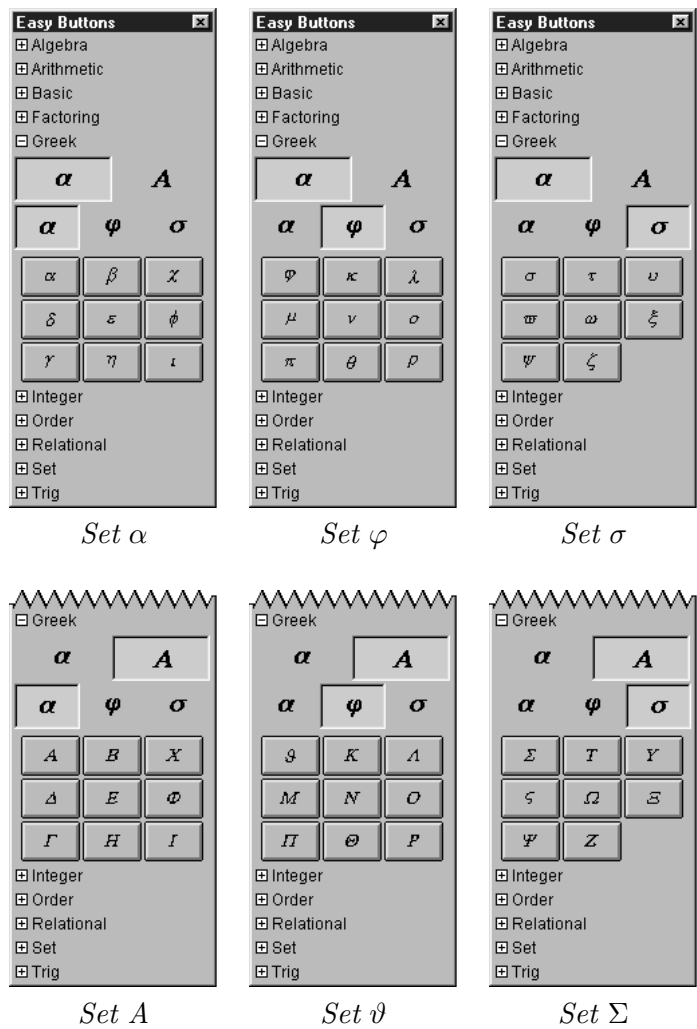 Easy Buttons
Algebra
Arithmetic
Basic
Factoring
Greek
α A
α φ σ
α β χ
δ ε ϕ
γ η ι
Integer
Order
Relational
Set
Trig
Set α
Easy Buttons
Algebra
Arithmetic
Basic
Factoring
Greek
α A
α φ σ
φ κ λ
μ ν ο
π θ ρ
Integer
Order
Relational
Set
Trig
Set φ
Easy Buttons
Algebra
Arithmetic
Basic
Factoring
Greek
α A
α φ σ
σ τ υ
ϖ ω ξ
ψ ζ
Integer
Order
Relational
Set
Trig
Set σ
Greek
α A
α φ σ
Α Β Χ
Δ Ε Φ
Γ Η Ι
Integer
Order
Relational
Set
Trig
Set A
Greek
α A
α φ σ
ϑ Κ Λ
Μ Ν Ο
Π Θ Ρ
Integer
Order
Relational
Set
Trig
Set ϑ
Greek
α A
α φ σ
Σ Τ Υ
ς Ω Ξ
Ψ Ζ
Integer
Order
Relational
Set
Trig
Set Σ